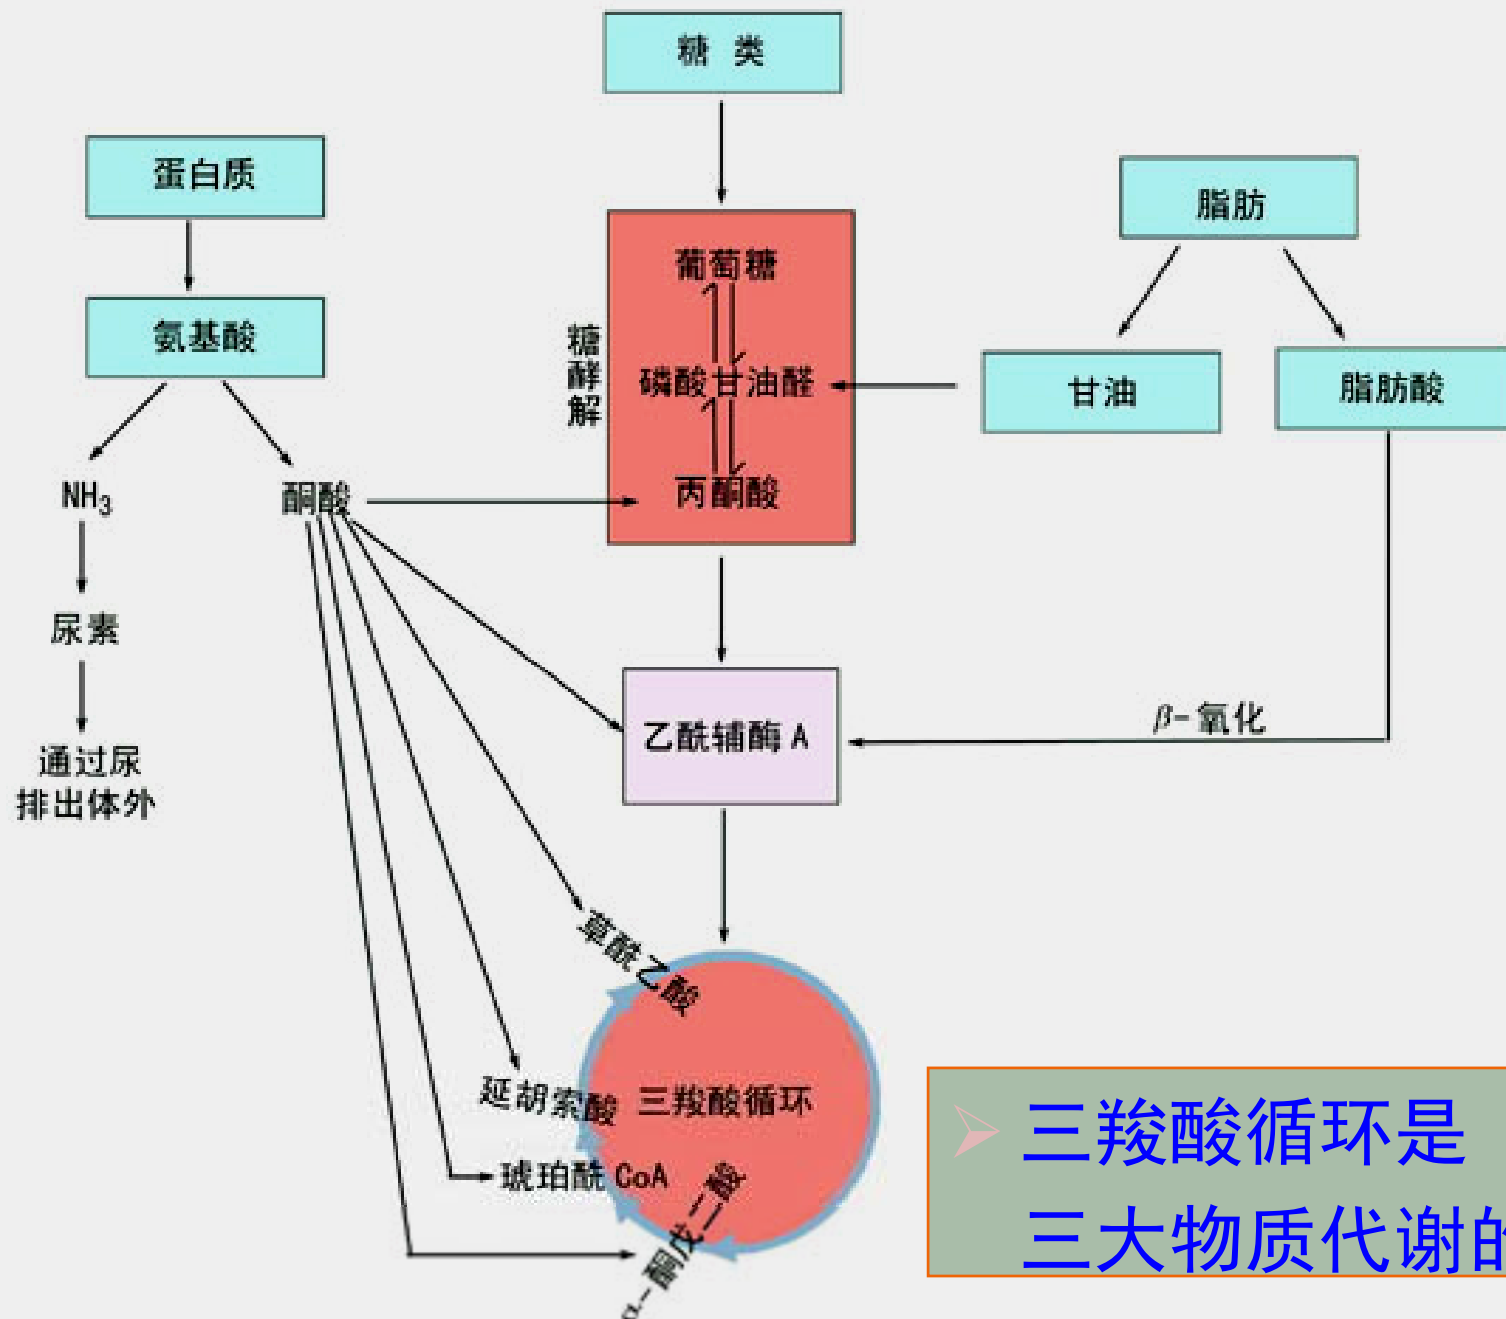 糖 类
蛋白质
脂肪
葡萄糖
氨基酸
糖酵解
磷酸甘油醛
甘油
脂肪酸
NH₃
酮酸
丙酮酸
尿素
乙酰辅酶 A
β-氧化
通过尿
排出体外
草酰乙酸
延胡索酸
三羧酸循环
琥珀酰 CoA
α-酮戊二酸
➢ 三羧酸循环是
三大物质代谢的